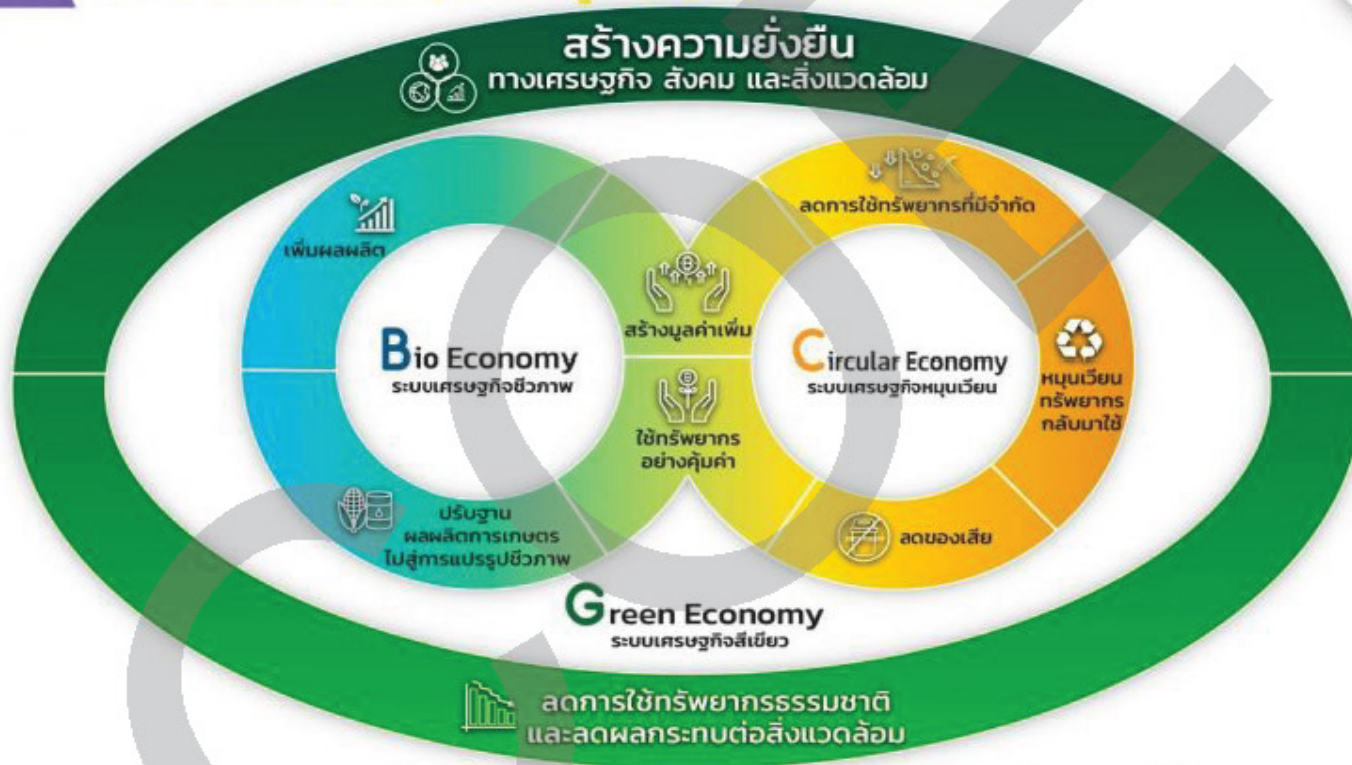 สร้างความยั่งยืน
ทางเศรษฐกิจ สังคม และสิ่งแวดล้อม
เพิ่มผลผลิต
ลดการใช้ทรัพยากรที่มีจำกัด
สร้างมูลค่าเพิ่ม
Bio Economy
ระบบเศรษฐกิจชีวภาพ
Circular Economy
ระบบเศรษฐกิจหมุนเวียน
หมุนเวียน
ทรัพยากร
กลับมาใช้
ใช้ทรัพยากร
อย่างคุ้มค่า
ปรับฐาน
ผลผลิตการเกษตร
ไปสู่การแปรรูปชีวภาพ
ลดของเสีย
Green Economy
ระบบเศรษฐกิจสีเขียว
ลดการใช้ทรัพยากรธรรมชาติ
และลดผลกระทบต่อสิ่งแวดล้อม